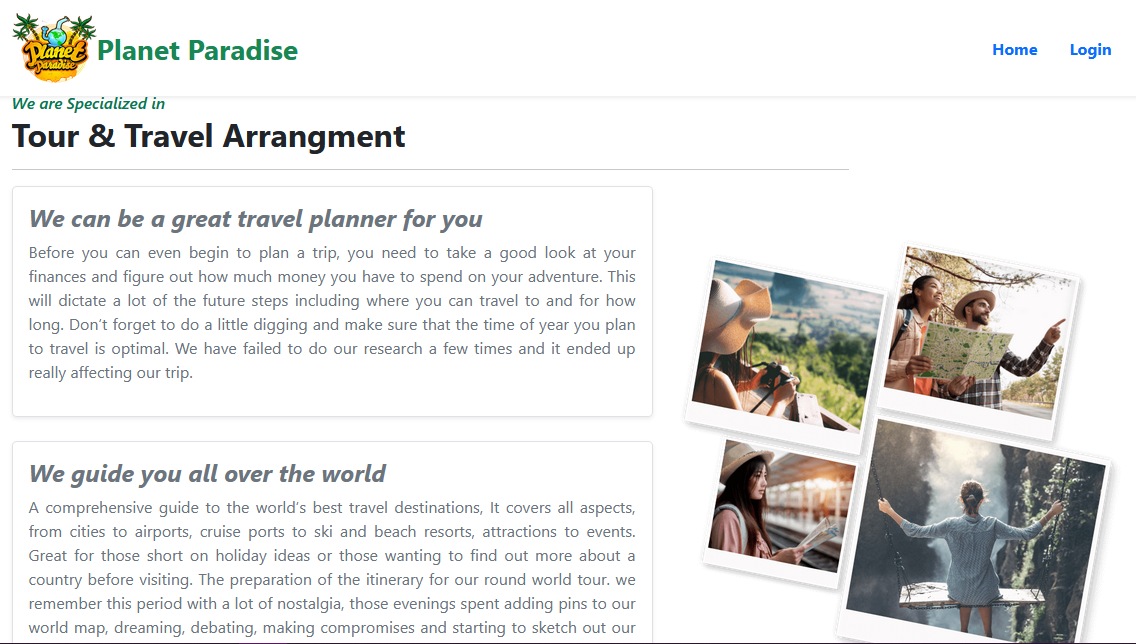 Planet
Paradise
Planet Paradise
Home
Login
We are Specialized in
Tour & Travel Arrangment
We can be a great travel planner for you
Before you can even begin to plan a trip, you need to take a good look at your
finances and figure out how much money you have to spend on your adventure. This
will dictate a lot of the future steps including where you can travel to and for how
long. Don’t forget to do a little digging and make sure that the time of year you plan
to travel is optimal. We have failed to do our research a few times and it ended up
really affecting our trip.
We guide you all over the world
A comprehensive guide to the world’s best travel destinations, It covers all aspects,
from cities to airports, cruise ports to ski and beach resorts, attractions to events.
Great for those short on holiday ideas or those wanting to find out more about a
country before visiting. The preparation of the itinerary for our round world tour. we
remember this period with a lot of nostalgia, those evenings spent adding pins to our
world map, dreaming, debating, making compromises and starting to sketch out our